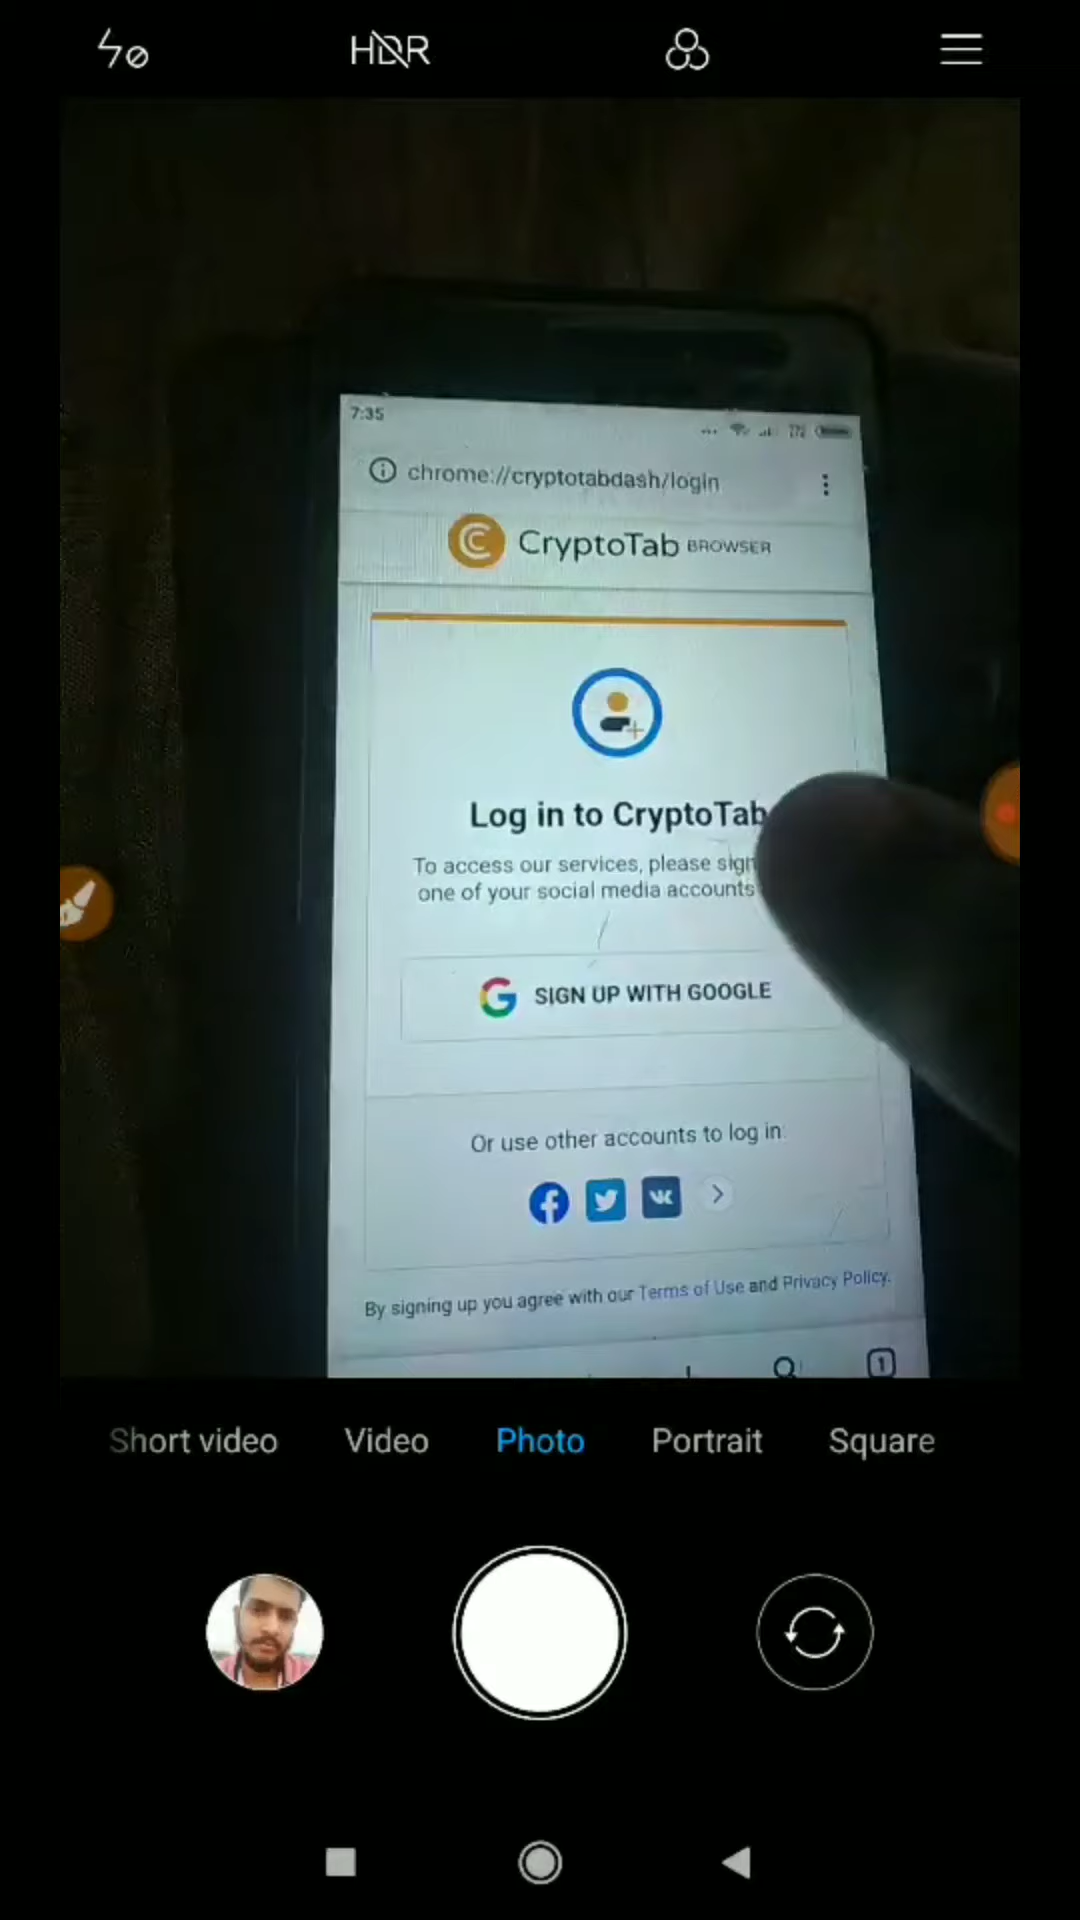 HDR
7:35
chrome://cryptotabdash/login
CryptoTab BROWSER
Log in to CryptoTab
To access our services, please sign
one of your social media accounts
SIGN UP WITH GOOGLE
Or use other accounts to log in:
By signing up you agree with our Terms of Use and Privacy Policy.
1
Short video Video Photo Portrait Square